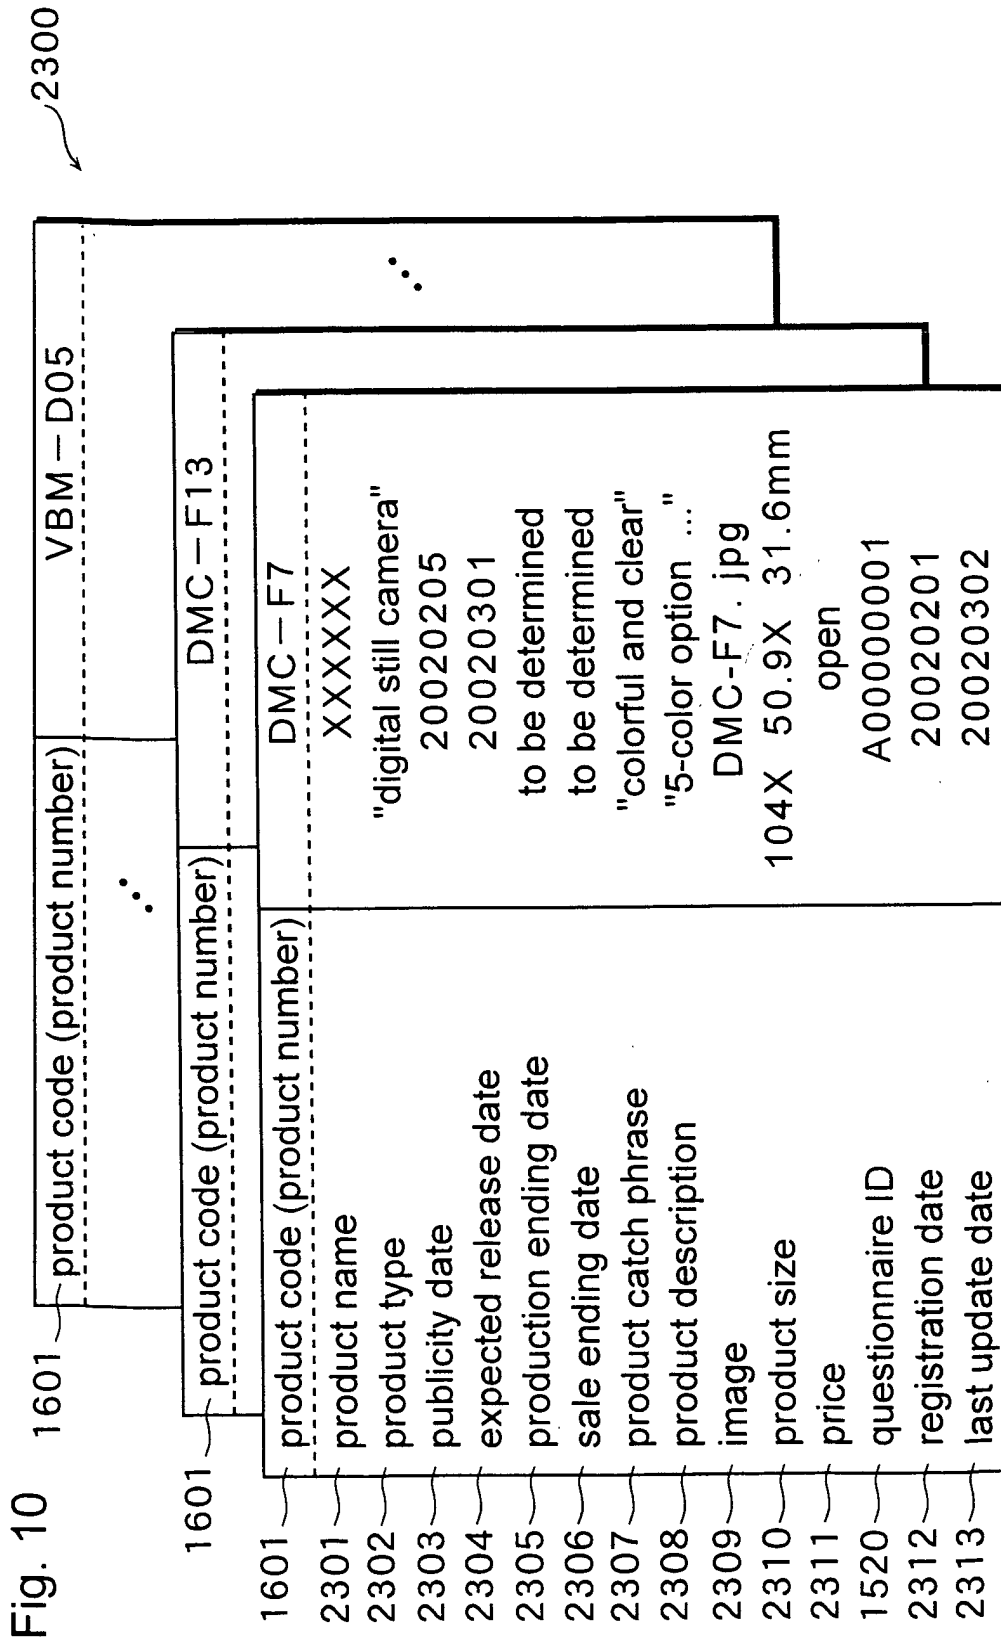 Fig. 10
2300
1601 product code (product number) VBM－D05
1601 product code (product number) DMC－F13
1601 product code (product number) DMC－F7
2301 product name XXXXXX
2302 product type "digital still camera"
2303 publicity date 20020205
2304 expected release date 20020301
2305 production ending date to be determined
2306 sale ending date to be determined
2307 product catch phrase "colorful and clear"
2308 product description "5-color option ... "
2309 image DMC-F7. jpg
2310 product size 104X 50.9X 31.6mm
2311 price open
1520 questionnaire ID A00000001
2312 registration date 20020201
2313 last update date 20020302